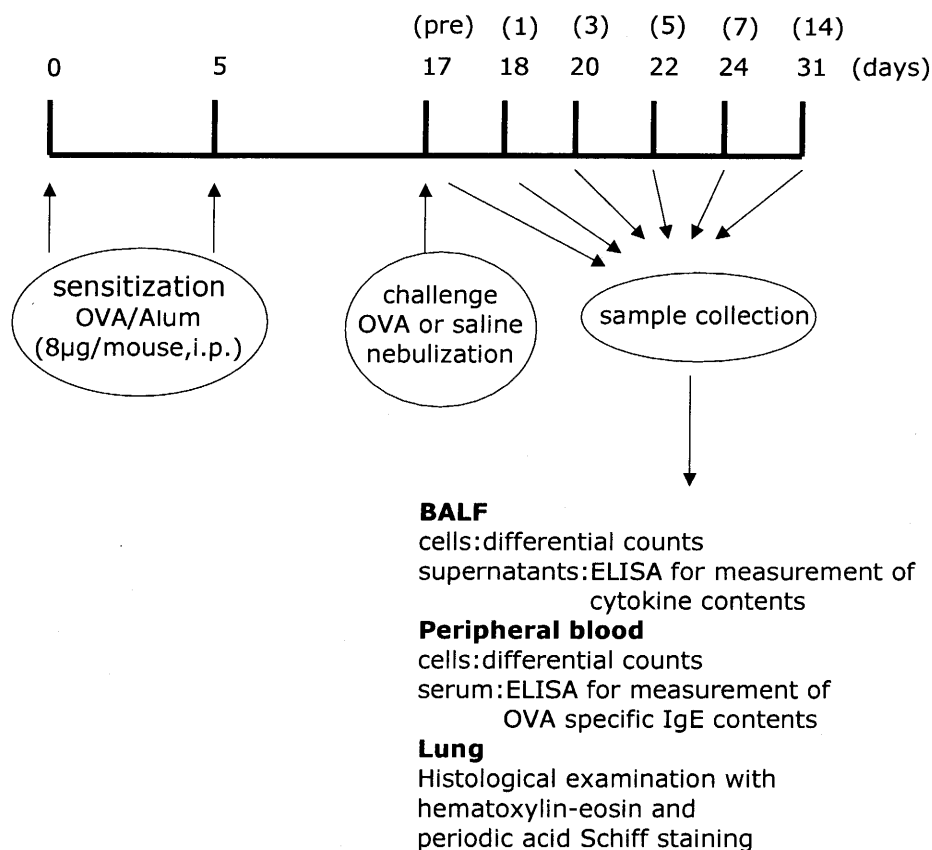 (pre) (1) (3) (5) (7) (14)
0 5 17 18 20 22 24 31 (days)
sensitization
OVA/Alum
(8µg/mouse,i.p.)
challenge
OVA or saline
nebulization
sample collection
BALF
cells:differential counts
supernatants:ELISA for measurement of
cytokine contents
Peripheral blood
cells:differential counts
serum:ELISA for measurement of
OVA specific IgE contents
Lung
Histological examination with
hematoxylin-eosin and
periodic acid Schiff staining